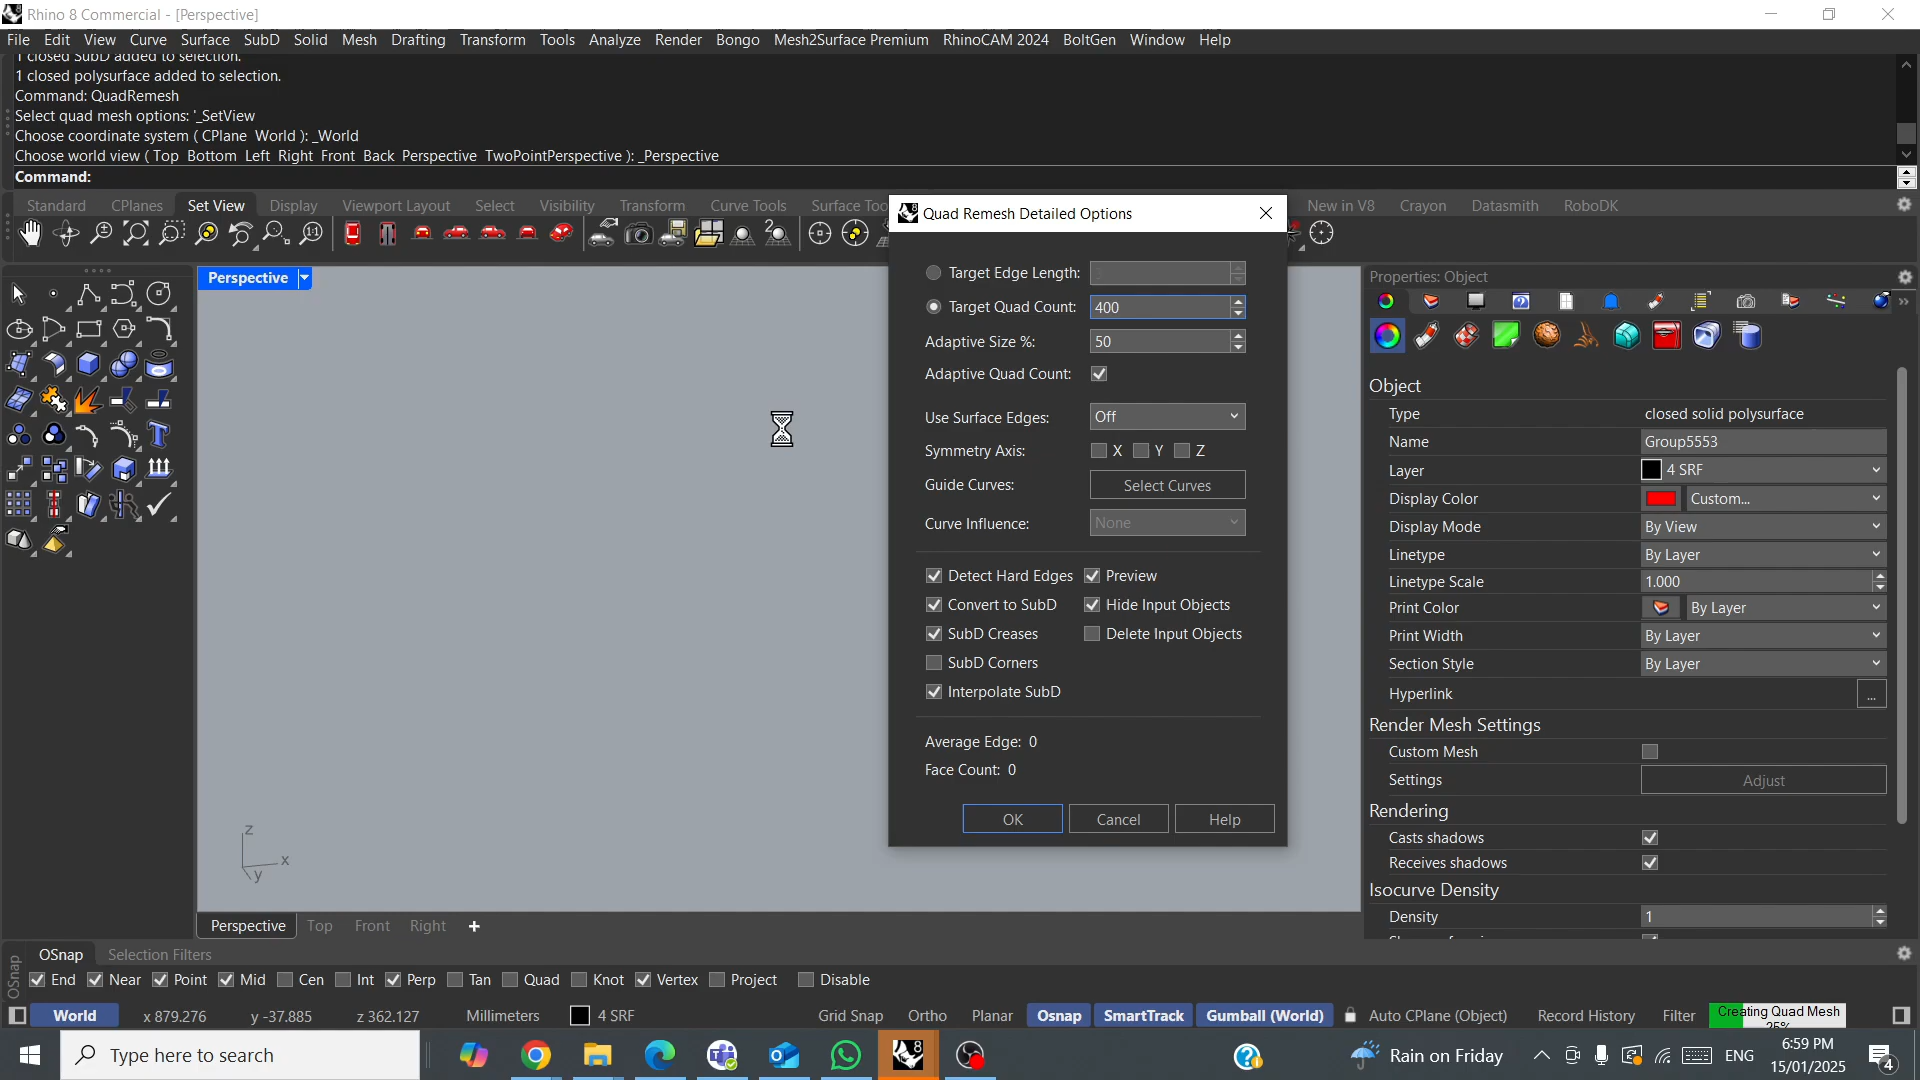 Rhino 8 Commercial - [Perspective]
File Edit View Curve Surface SubD Solid Mesh Drafting Transform Tools Analyze Render Bongo Mesh2Surface Premium RhinoCAM 2024 BoltGen Window Help
1 closed SubD added to selection.
1 closed polysurface added to selection.
Command: QuadRemesh
Select quad mesh options: '_SetView
Choose coordinate system ( CPlane World ): _World
Choose world view ( Top Bottom Left Right Front Back Perspective TwoPointPerspective ): _Perspective
Command:
Standard CPlanes Set View Display Viewport Layout Select Visibility Transform Curve Tools Surface Too New in V8 Crayon Datasmith RoboDK
Perspective
Quad Remesh Detailed Options
Target Edge Length: 3
Target Quad Count: 400
Adaptive Size %: 50
Adaptive Quad Count:
Use Surface Edges: Off
Symmetry Axis: X Y Z
Guide Curves: Select Curves
Curve Influence: None
Detect Hard Edges Preview
Convert to SubD Hide Input Objects
SubD Creases Delete Input Objects
SubD Corners
Interpolate SubD
Average Edge: 0
Face Count: 0
OK Cancel Help
z
x
y
Properties: Object
Object
Type closed solid polysurface
Name Group5553
Layer 4 SRF
Display Color Custom...
Display Mode By View
Linetype By Layer
Linetype Scale 1.000
Print Color By Layer
Print Width By Layer
Section Style By Layer
Hyperlink ...
Render Mesh Settings
Custom Mesh
Settings Adjust
Rendering
Casts shadows
Receives shadows
Isocurve Density
Density 1
Perspective Top Front Right
OSnap Selection Filters
OSnap
End Near Point Mid Cen Int Perp Tan Quad Knot Vertex Project Disable
World x 879.276 y -37.885 z 362.127 Millimeters 4 SRF Grid Snap Ortho Planar Osnap SmartTrack Gumball (World) Auto CPlane (Object) Record History Filter Creating Quad Mesh
25%
Type here to search
Rain on Friday
ENG
6:59 PM
15/01/2025
4